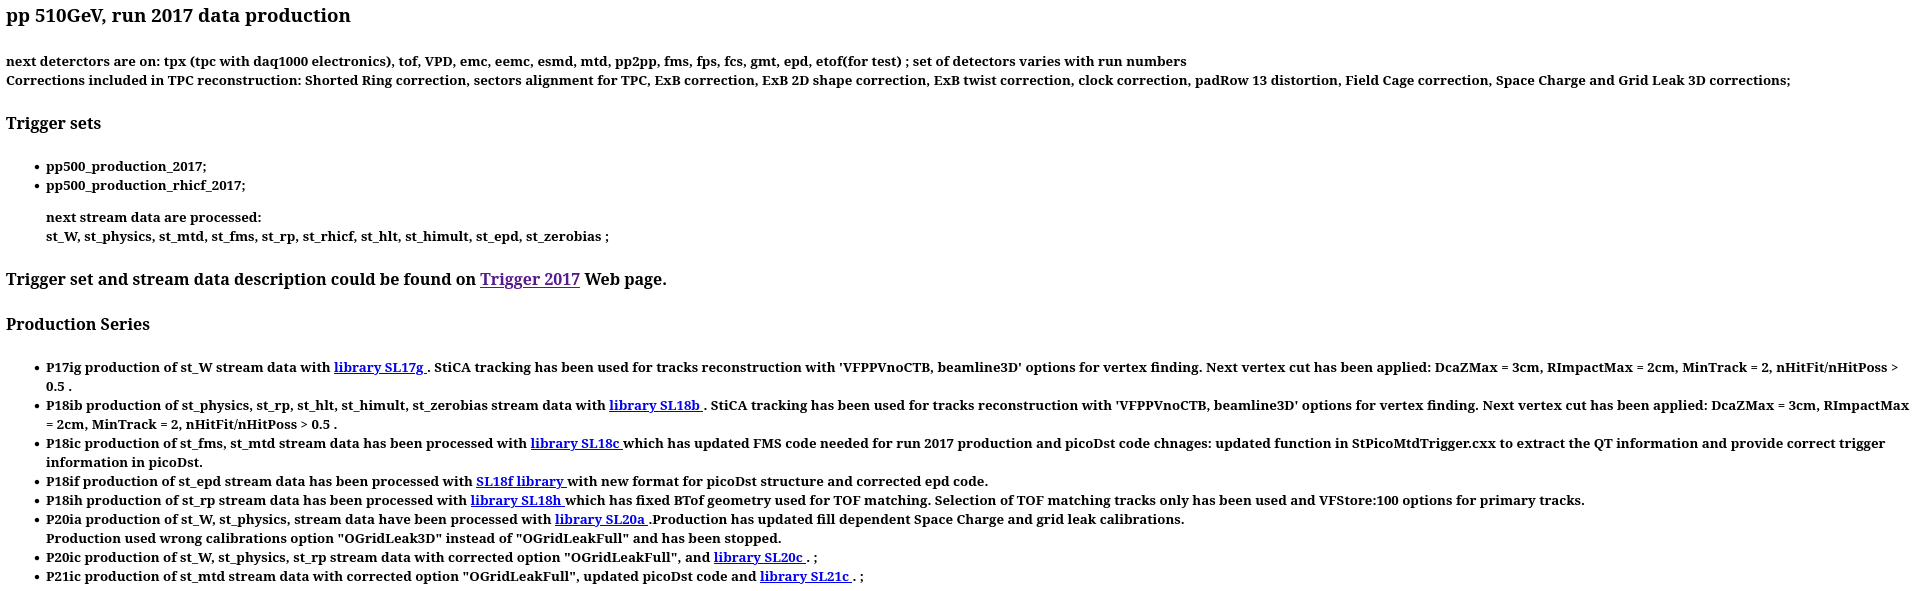 pp 510GeV, run 2017 data production
next deterctors are on: tpx (tpc with daq1000 electronics), tof, VPD, emc, eemc, esmd, mtd, pp2pp, fms, fps, fcs, gmt, epd, etof(for test) ; set of detectors varies with run numbers
Corrections included in TPC reconstruction: Shorted Ring correction, sectors alignment for TPC, ExB correction, ExB 2D shape correction, ExB twist correction, clock correction, padRow 13 distortion, Field Cage correction, Space Charge and Grid Leak 3D corrections;
Trigger sets
• pp500_production_2017;
• pp500_production_rhicf_2017;
next stream data are processed:
st_W, st_physics, st_mtd, st_fms, st_rp, st_rhicf, st_hlt, st_himult, st_epd, st_zerobias ;
Trigger set and stream data description could be found on Trigger 2017 Web page.
Production Series
• P17ig production of st_W stream data with library SL17g . StiCA tracking has been used for tracks reconstruction with 'VFPPVnoCTB, beamline3D' options for vertex finding. Next vertex cut has been applied: DcaZMax = 3cm, RImpactMax = 2cm, MinTrack = 2, nHitFit/nHitPoss >
0.5 .
• P18ib production of st_physics, st_rp, st_hlt, st_himult, st_zerobias stream data with library SL18b . StiCA tracking has been used for tracks reconstruction with 'VFPPVnoCTB, beamline3D' options for vertex finding. Next vertex cut has been applied: DcaZMax = 3cm, RImpactMax
= 2cm, MinTrack = 2, nHitFit/nHitPoss > 0.5 .
• P18ic production of st_fms, st_mtd stream data has been processed with library SL18c which has updated FMS code needed for run 2017 production and picoDst code chnages: updated function in StPicoMtdTrigger.cxx to extract the QT information and provide correct trigger
information in picoDst.
• P18if production of st_epd stream data has been processed with SL18f library with new format for picoDst structure and corrected epd code.
• P18ih production of st_rp stream data has been processed with library SL18h which has fixed BTof geometry used for TOF matching. Selection of TOF matching tracks only has been used and VFStore:100 options for primary tracks.
• P20ia production of st_W, st_physics, stream data have been processed with library SL20a .Production has updated fill dependent Space Charge and grid leak calibrations.
Production used wrong calibrations option "OGridLeak3D" instead of "OGridLeakFull" and has been stopped.
• P20ic production of st_W, st_physics, st_rp stream data with corrected option "OGridLeakFull", and library SL20c . ;
• P21ic production of st_mtd stream data with corrected option "OGridLeakFull", updated picoDst code and library SL21c . ;